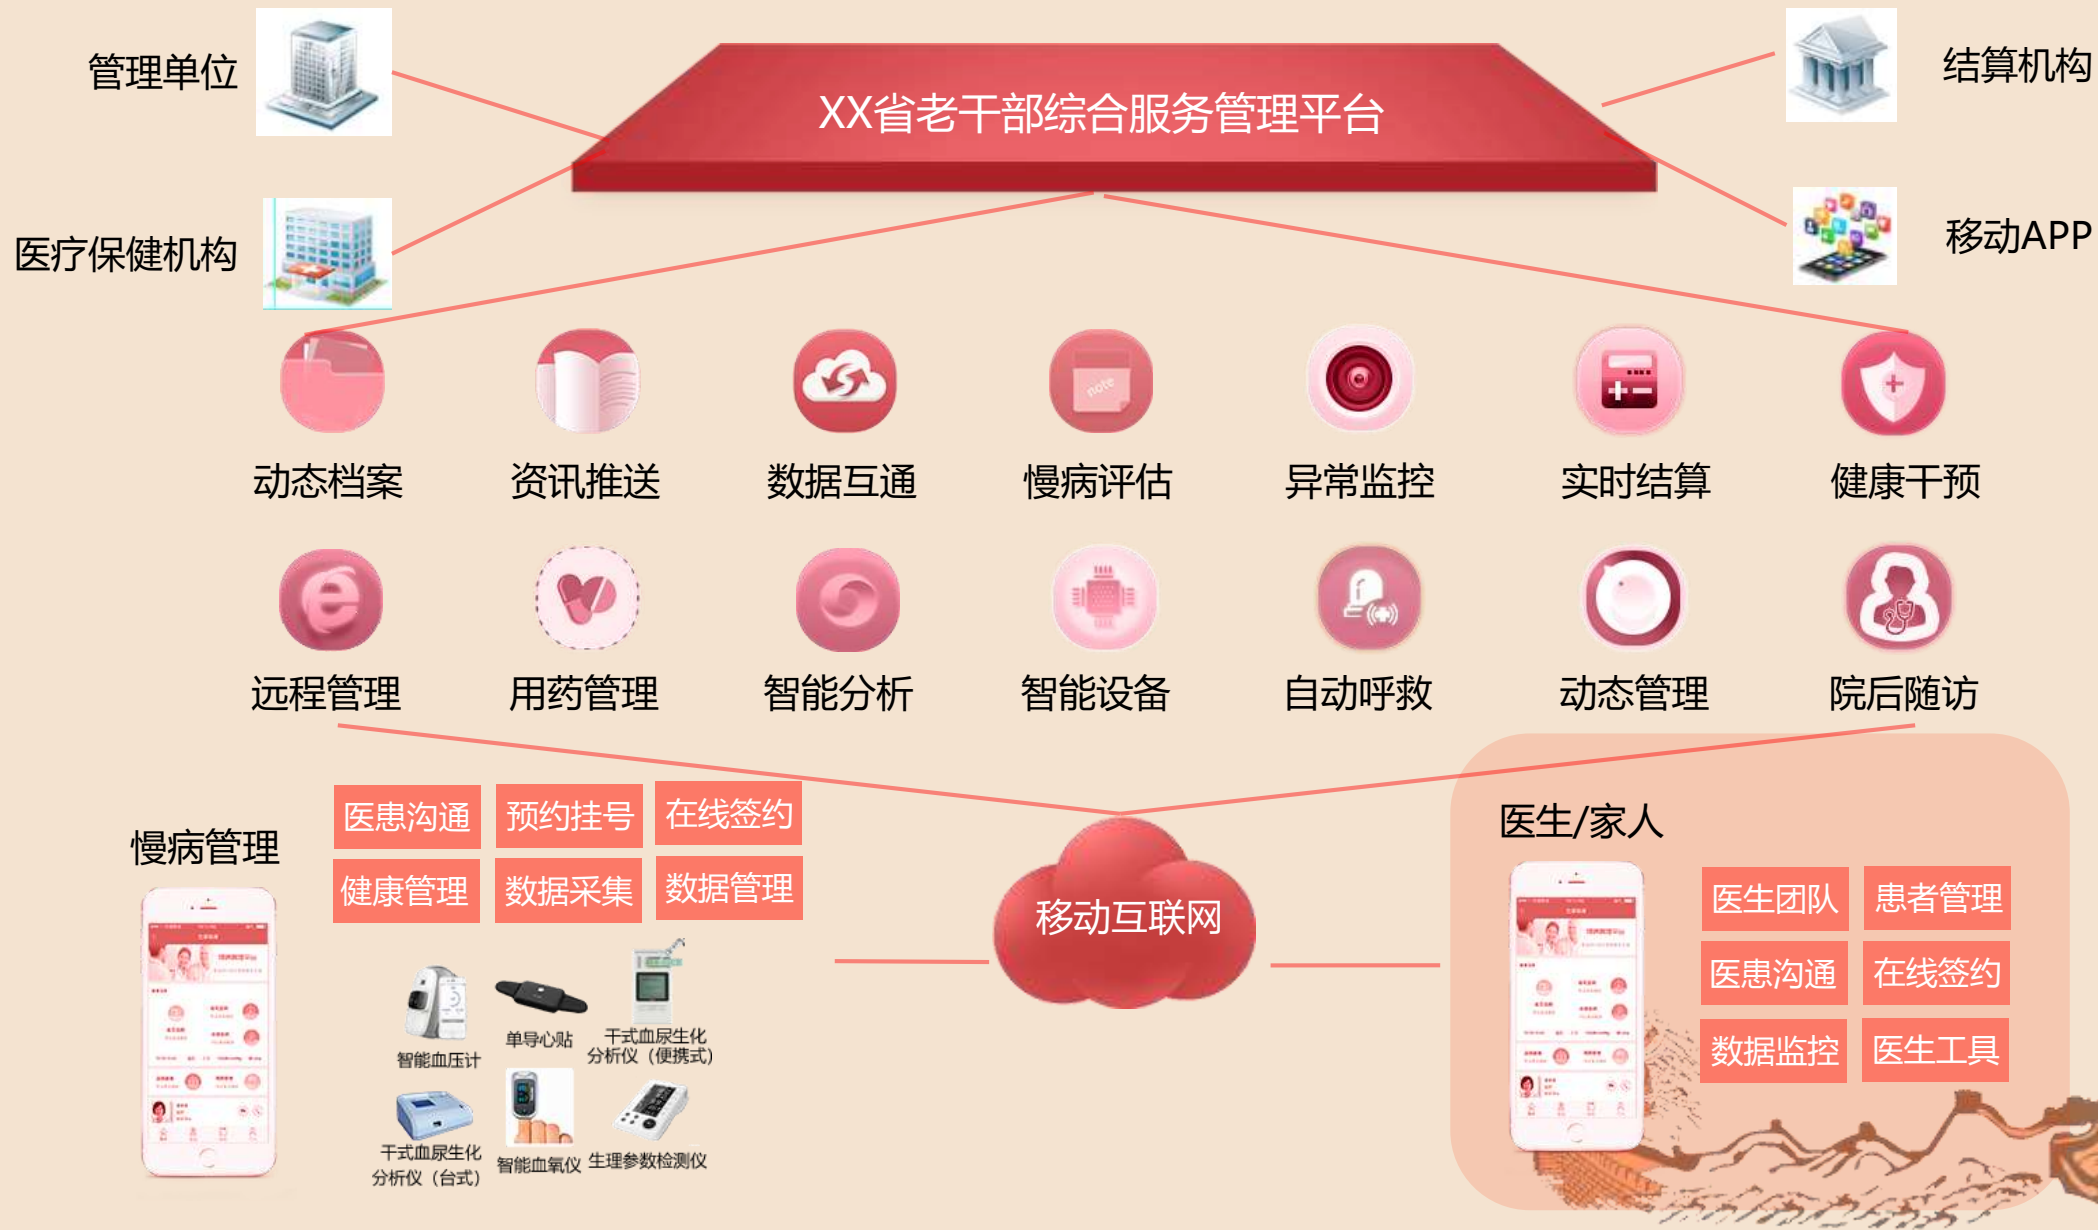 管理单位
XX省老干部综合服务管理平台
结算机构
医疗保健机构
移动APP
note
动态档案
资讯推送
数据互通
慢病评估
异常监控
实时结算
健康干预
远程管理
用药管理
智能分析
智能设备
自动呼救
动态管理
院后随访
慢病管理
医患沟通
预约挂号
在线签约
健康管理
数据采集
数据管理
智能血压计
单导心贴
干式血尿生化
分析仪（便携式）
干式血尿生化
分析仪（台式）
智能血氧仪
生理参数检测仪
移动互联网
医生/家人
医生团队
患者管理
医患沟通
在线签约
数据监控
医生工具